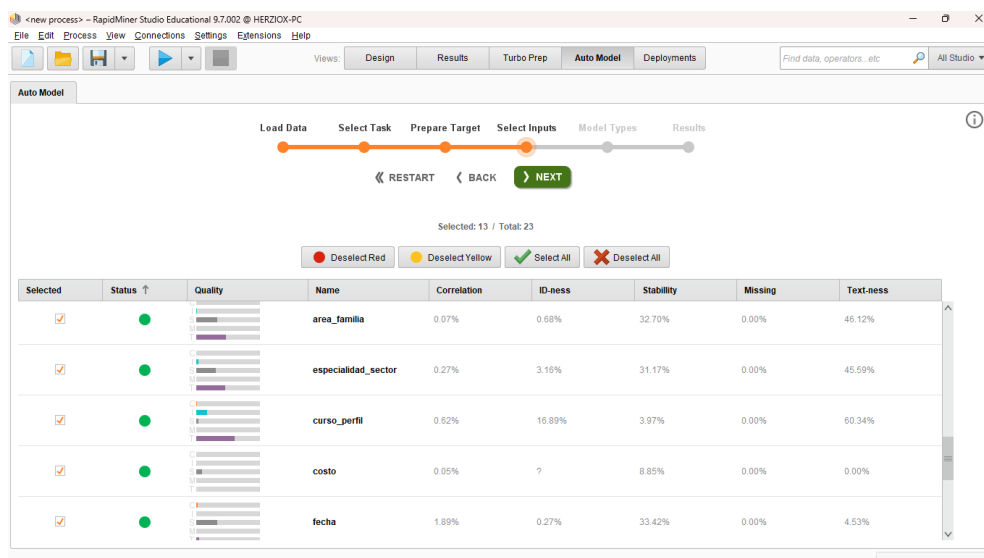 <new process> – RapidMiner Studio Educational 9.7.002 @ HERZIOX-PC
File Edit Process View Connections Settings Extensions Help
Views: Design Results Turbo Prep Auto Model Deployments Find data, operators...etc All Studio
Auto Model
Load Data Select Task Prepare Target Select Inputs Model Types Results
RESTART BACK NEXT
Selected: 13 / Total: 23
Deselect Red Deselect Yellow Select All Deselect All
Selected Status Quality Name Correlation ID-ness Stability Missing Text-ness
C I S M T area_familia 0.07% 0.68% 32.70% 0.00% 46.12%
C I S M T especialidad_sector 0.27% 3.16% 31.17% 0.00% 45.59%
C I S M T curso_perfil 0.62% 16.89% 3.97% 0.00% 60.34%
C I S M T costo 0.05% ? 8.85% 0.00% 0.00%
C I S M T fecha 1.89% 0.27% 33.42% 0.00% 4.53%